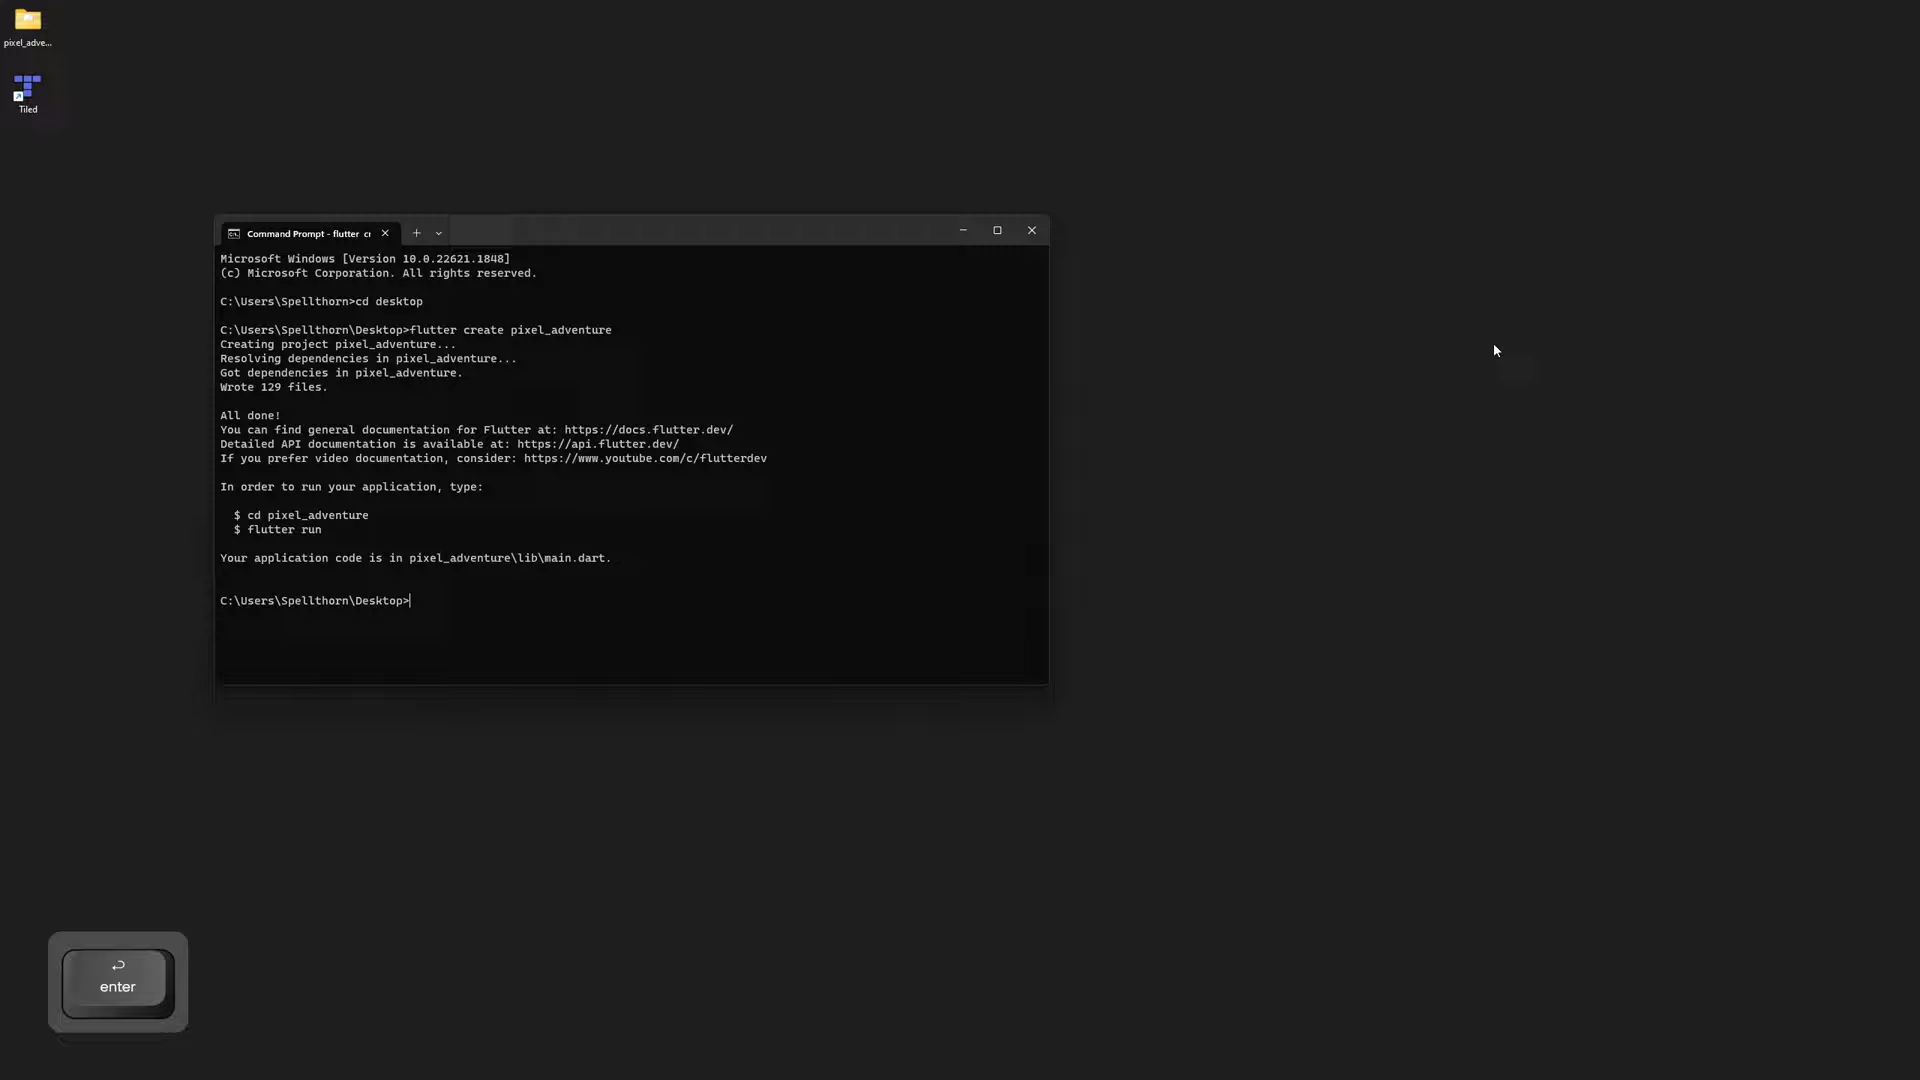 pixel_adve...
Tiled
Command Prompt - flutter cr
Microsoft Windows [Version 10.0.22621.1848]
(c) Microsoft Corporation. All rights reserved.
C:\Users\Spellthorn>cd desktop
C:\Users\Spellthorn\Desktop>flutter create pixel_adventure
Creating project pixel_adventure...
Resolving dependencies in pixel_adventure...
Got dependencies in pixel_adventure.
Wrote 129 files.
All done!
You can find general documentation for Flutter at: https://docs.flutter.dev/
Detailed API documentation is available at: https://api.flutter.dev/
If you prefer video documentation, consider: https://www.youtube.com/c/flutterdev
In order to run your application, type:
$ cd pixel_adventure
$ flutter run
Your application code is in pixel_adventure\lib\main.dart.
C:\Users\Spellthorn\Desktop>
enter